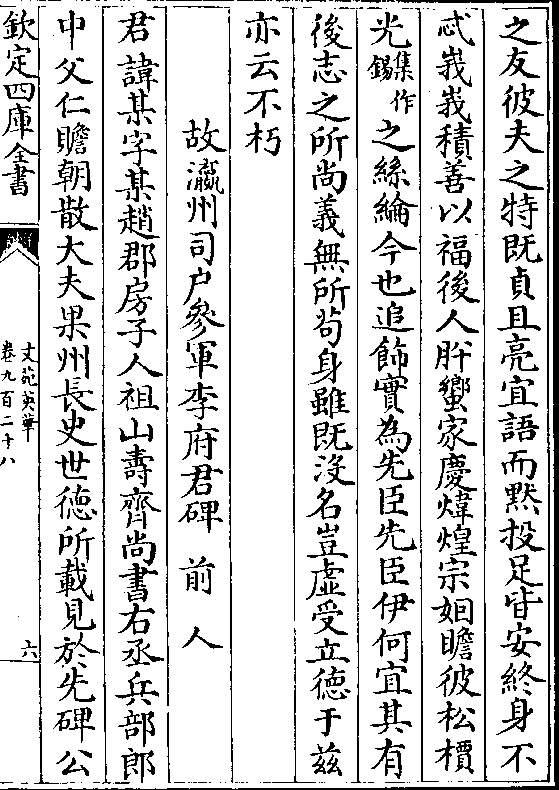 之友彼夫之特既貞且亮宜語而黙投足皆安終身不
忒峩峩積善以福後人肸蠁家慶煒煌宗姻瞻彼松檟
光集作錫之絲綸今也追飾實為先臣先臣伊何宜其有
後志之所尚義無所茍身雖既没名豈虛受立徳于兹
亦云不朽
故瀛州司户參軍李府君碑 前人
君諱某字某趙郡房子人祖山壽齊尚書右丞兵部郎
中父仁瞻朝散大夫果州長史世徳所載見於先碑公
欽定四庫全書
文苑英華
卷九百二十八
六